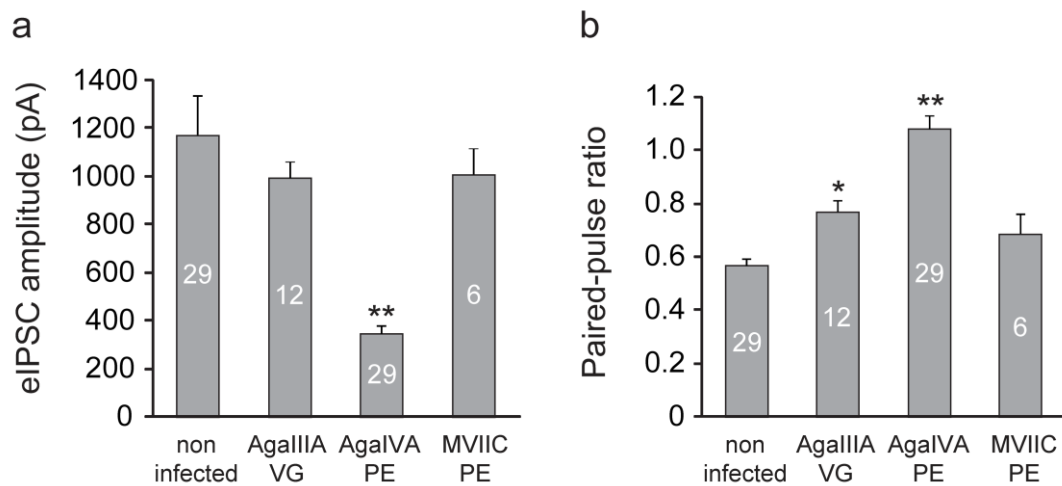 a
eIPSC amplitude (pA)
1400
1200
1000
800
600
400
200
0
29
12
**
29
6
non
infected
AgaIIIA
VG
AgaIVA
PE
MVIIC
PE
b
Paired-pulse ratio
1.2
1.0
0.8
0.6
0.4
0.2
0
29
*
12
**
29
6
non
infected
AgaIIIA
VG
AgaIVA
PE
MVIIC
PE